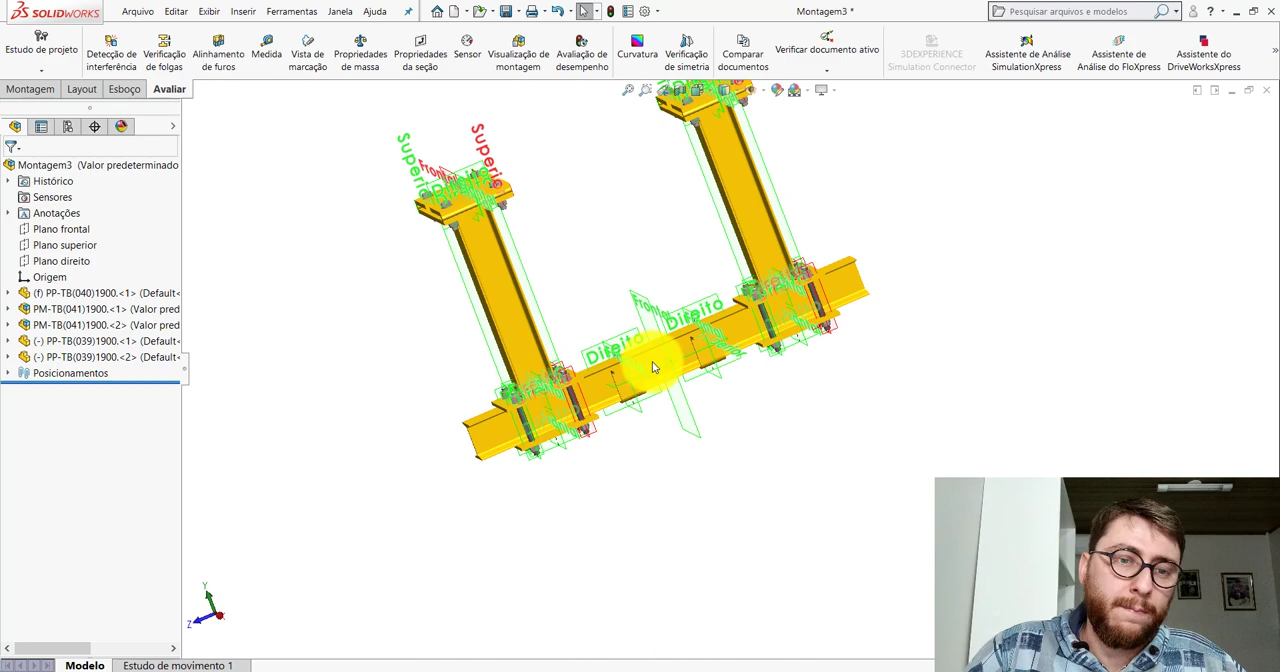 SOLIDWORKS
Arquivo Editar Exibir Inserir Ferramentas Janela Ajuda
Montagem3 *
Pesquisar arquivos e modelos
Estudo de projeto
Detecção de interferência
Verificação de folgas
Alinhamento de furos
Medida
Vista de marcação
Propriedades de massa
Propriedades da seção
Sensor
Visualização de montagem
Avaliação de desempenho
Curvatura
Verificação de simetria
Comparar documentos
Verificar documento ativo
3DEXPERIENCE Simulation Connector
Assistente de Análise SimulationXpress
Assistente de Análise do FloXpress
Assistente do DriveWorksXpress
Montagem Layout Esboço Avaliar
Montagem3 (Valor predeterminado
Histórico
Sensores
Anotações
Plano frontal
Plano superior
Plano direito
Origem
(f) PP-TB(040)1900.<1> (Default<
PM-TB(041)1900.<1> (Valor pred
PM-TB(041)1900.<2> (Valor pred
(-) PP-TB(039)1900.<1> (Default<
(-) PP-TB(039)1900.<2> (Default<
Posicionamentos
Superio
Superio
Direito
Direito
Direito
Y
Z
Modelo Estudo de movimento 1